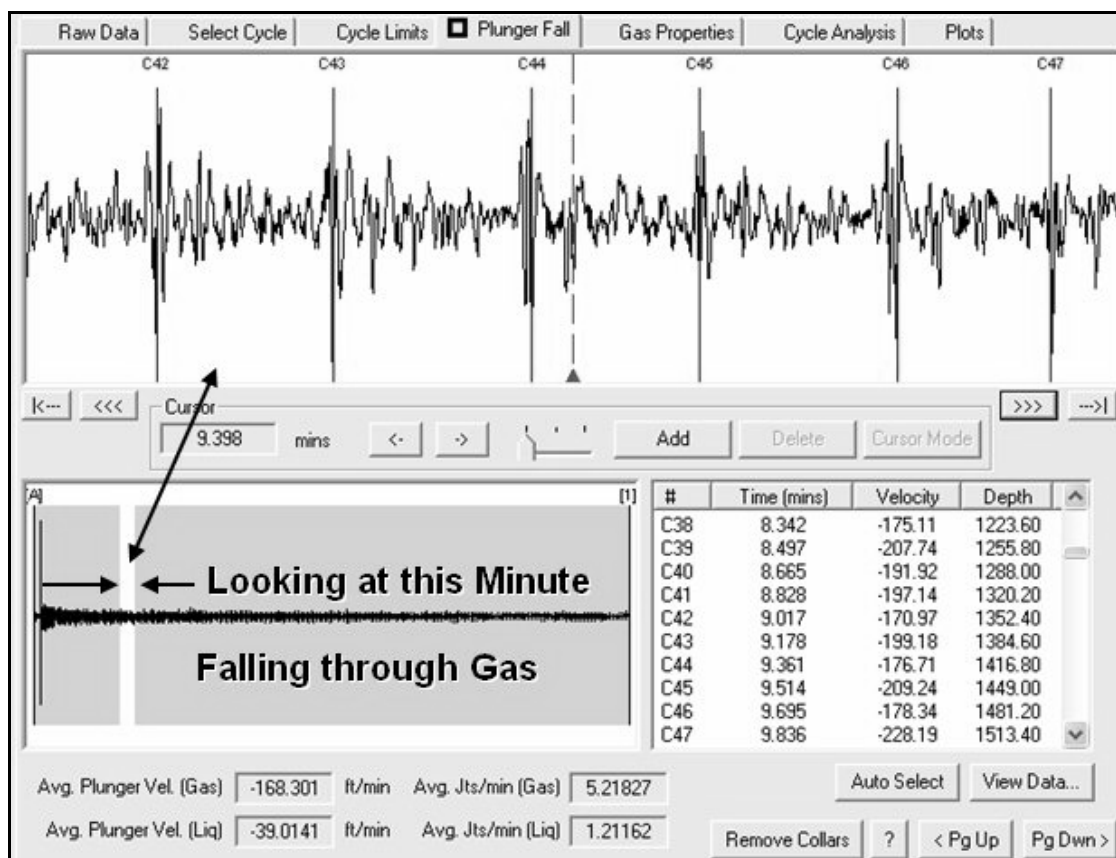 Raw Data Select Cycle Cycle Limits Plunger Fall Gas Properties Cycle Analysis Plots
C42 C43 C44 C45 C46 C47
|<--- <<< Cursor >>> --->|
9.398 mins <- -> Add Delete Cursor Mode
[A] [1]
Looking at this Minute
Falling through Gas
# Time (mins) Velocity Depth
C38 8.342 -175.11 1223.60
C39 8.497 -207.74 1255.80
C40 8.665 -191.92 1288.00
C41 8.828 -197.14 1320.20
C42 9.017 -170.97 1352.40
C43 9.178 -199.18 1384.60
C44 9.361 -176.71 1416.80
C45 9.514 -209.24 1449.00
C46 9.695 -178.34 1481.20
C47 9.836 -228.19 1513.40
Avg. Plunger Vel. (Gas) -168.301 ft/min Avg. Jts/min (Gas) 5.21827
Avg. Plunger Vel. (Liq) -39.0141 ft/min Avg. Jts/min (Liq) 1.21162
Auto Select View Data...
Remove Collars ? < Pg Up Pg Dwn >